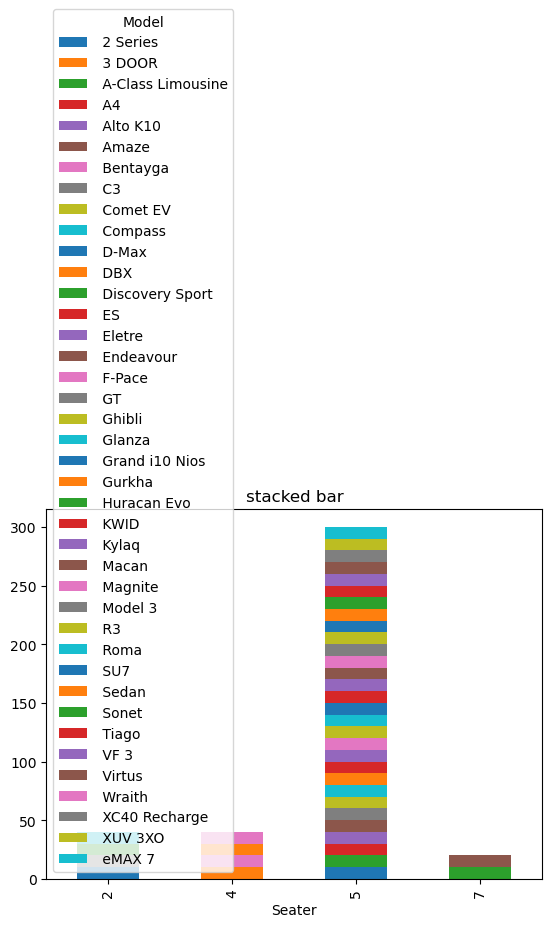 Model
2 Series
3 DOOR
A-Class Limousine
A4
Alto K10
Amaze
Bentayga
C3
Comet EV
Compass
D-Max
DBX
Discovery Sport
ES
Eletre
Endeavour
F-Pace
GT
Ghibli
Glanza
Grand i10 Nios
Gurkha
Huracan Evo
KWID
Kylaq
Macan
Magnite
Model 3
R3
Roma
SU7
Sedan
Sonet
Tiago
VF 3
Virtus
Wraith
XC40 Recharge
XUV 3XO
eMAX 7
stacked bar
300
250
200
150
100
50
0
2 4 5 7
Seater